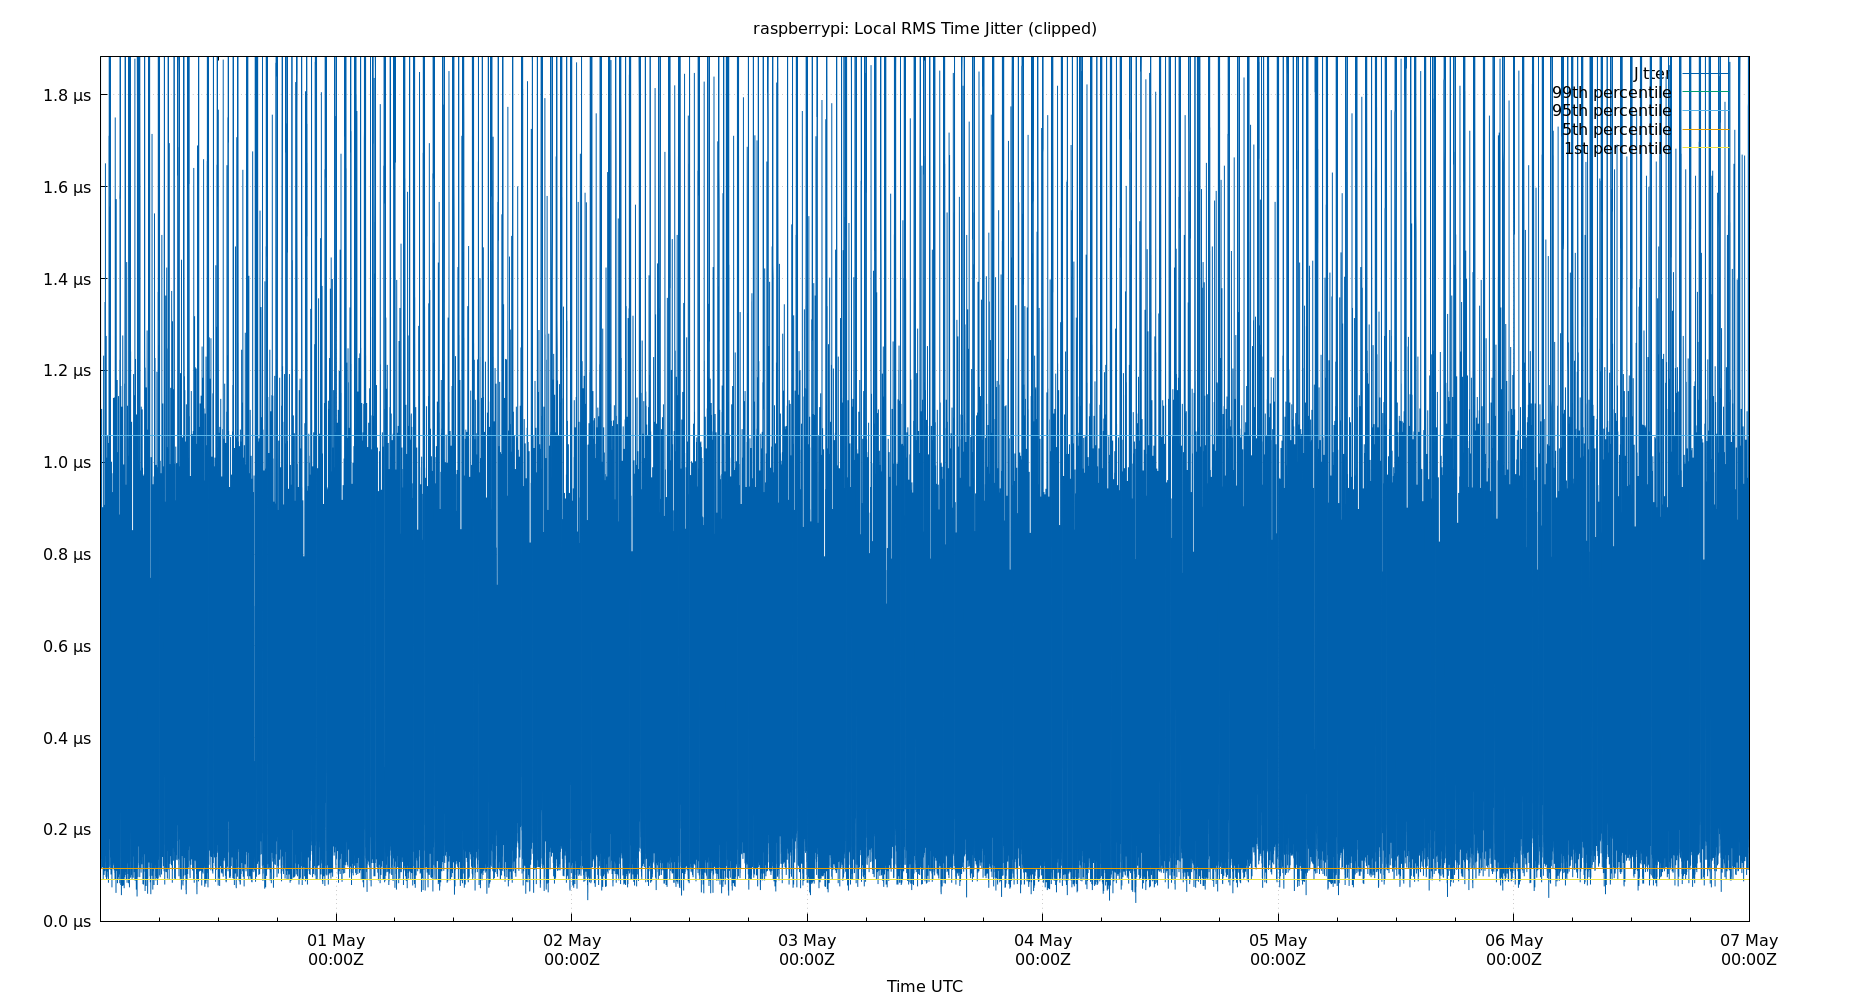 raspberrypi: Local RMS Time Jitter (clipped)
Jitter
99th percentile
95th percentile
5th percentile
1st percentile
1.8 µs
1.6 µs
1.4 µs
1.2 µs
1.0 µs
0.8 µs
0.6 µs
0.4 µs
0.2 µs
0.0 µs
01 May 02 May 03 May 04 May 05 May 06 May 07 May
00:00Z 00:00Z 00:00Z 00:00Z 00:00Z 00:00Z 00:00Z
Time UTC